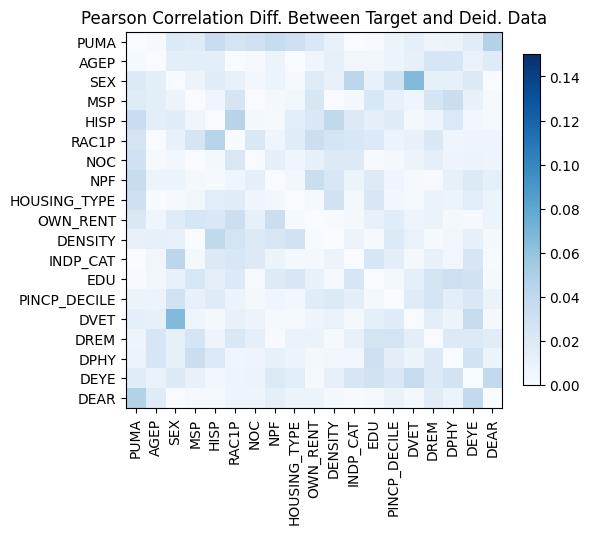 Pearson Correlation Diff. Between Target and Deid. Data
PUMA
AGEP
SEX
MSP
HISP
RAC1P
NOC
NPF
HOUSING_TYPE
OWN_RENT
DENSITY
INDP_CAT
EDU
PINCP_DECILE
DVET
DREM
DPHY
DEYE
DEAR
PUMA
AGEP
SEX
MSP
HISP
RAC1P
NOC
NPF
HOUSING_TYPE
OWN_RENT
DENSITY
INDP_CAT
EDU
PINCP_DECILE
DVET
DREM
DPHY
DEYE
DEAR
0.14
0.12
0.10
0.08
0.06
0.04
0.02
0.00